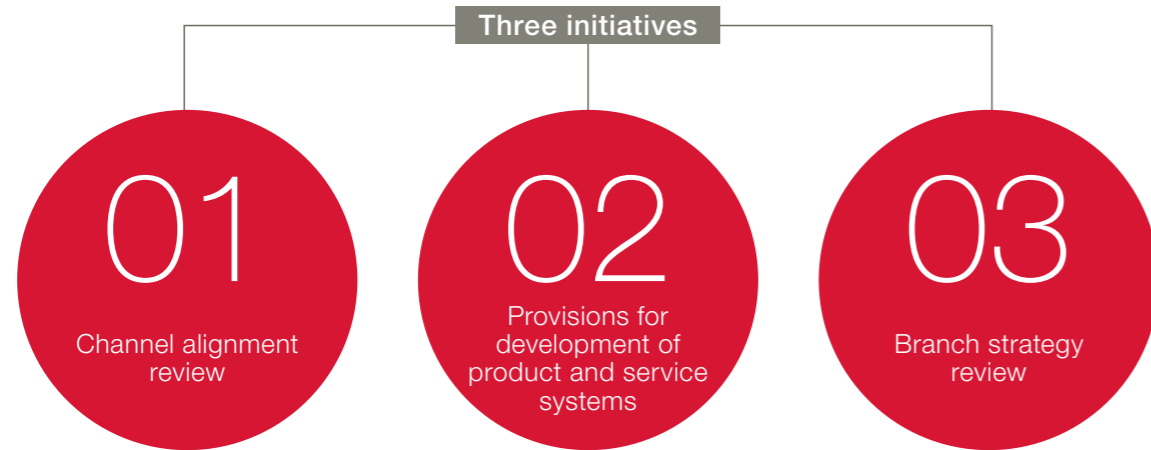 Three initiatives
01
Channel alignment
review
02
Provisions for
development of
product and service
systems
03
Branch strategy
review